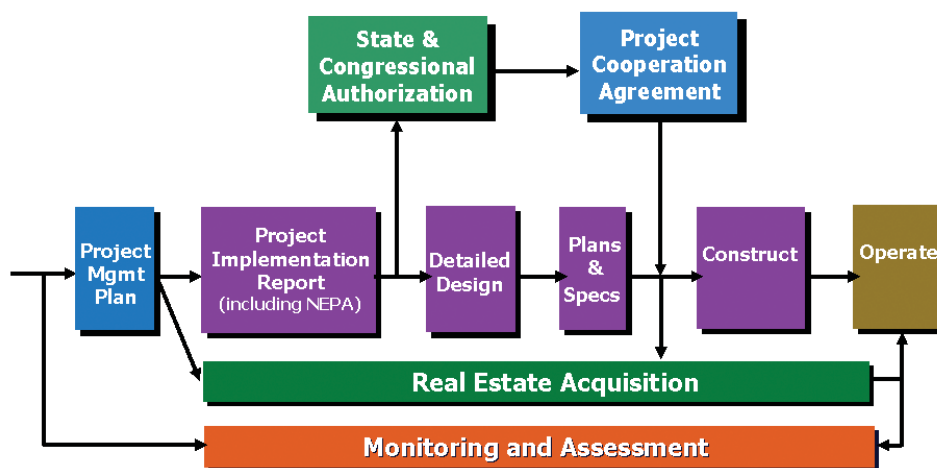 State &
Congressional
Authorization
Project
Cooperation
Agreement
Project
Mgmt
Plan
Project
Implementation
Report
(including NEPA)
Detailed
Design
Plans
&
Specs
Construct
Operate
Real Estate Acquisition
Monitoring and Assessment